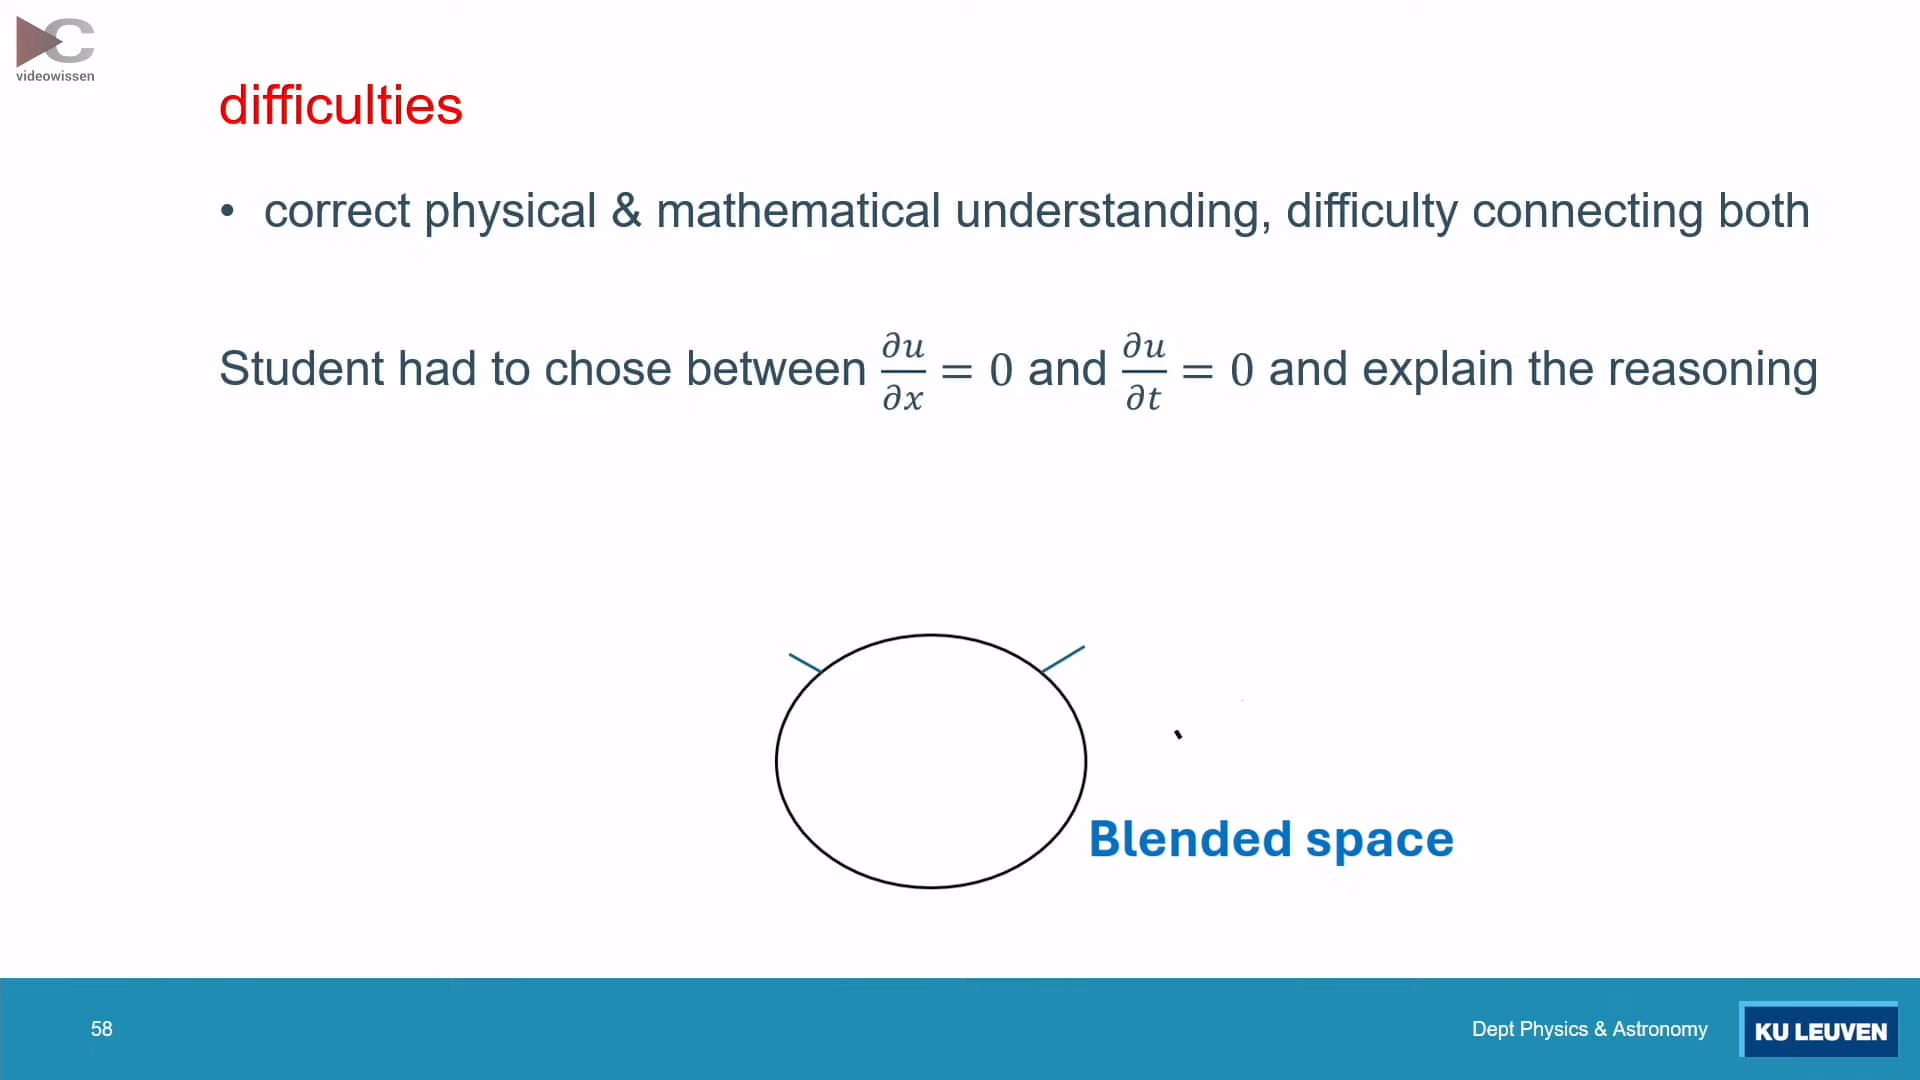 C
videowissen
difficulties
• correct physical & mathematical understanding, difficulty connecting both
Student had to chose between ∂u/∂x = 0 and ∂u/∂t = 0 and explain the reasoning
Blended space
58
Dept Physics & Astronomy
KU LEUVEN